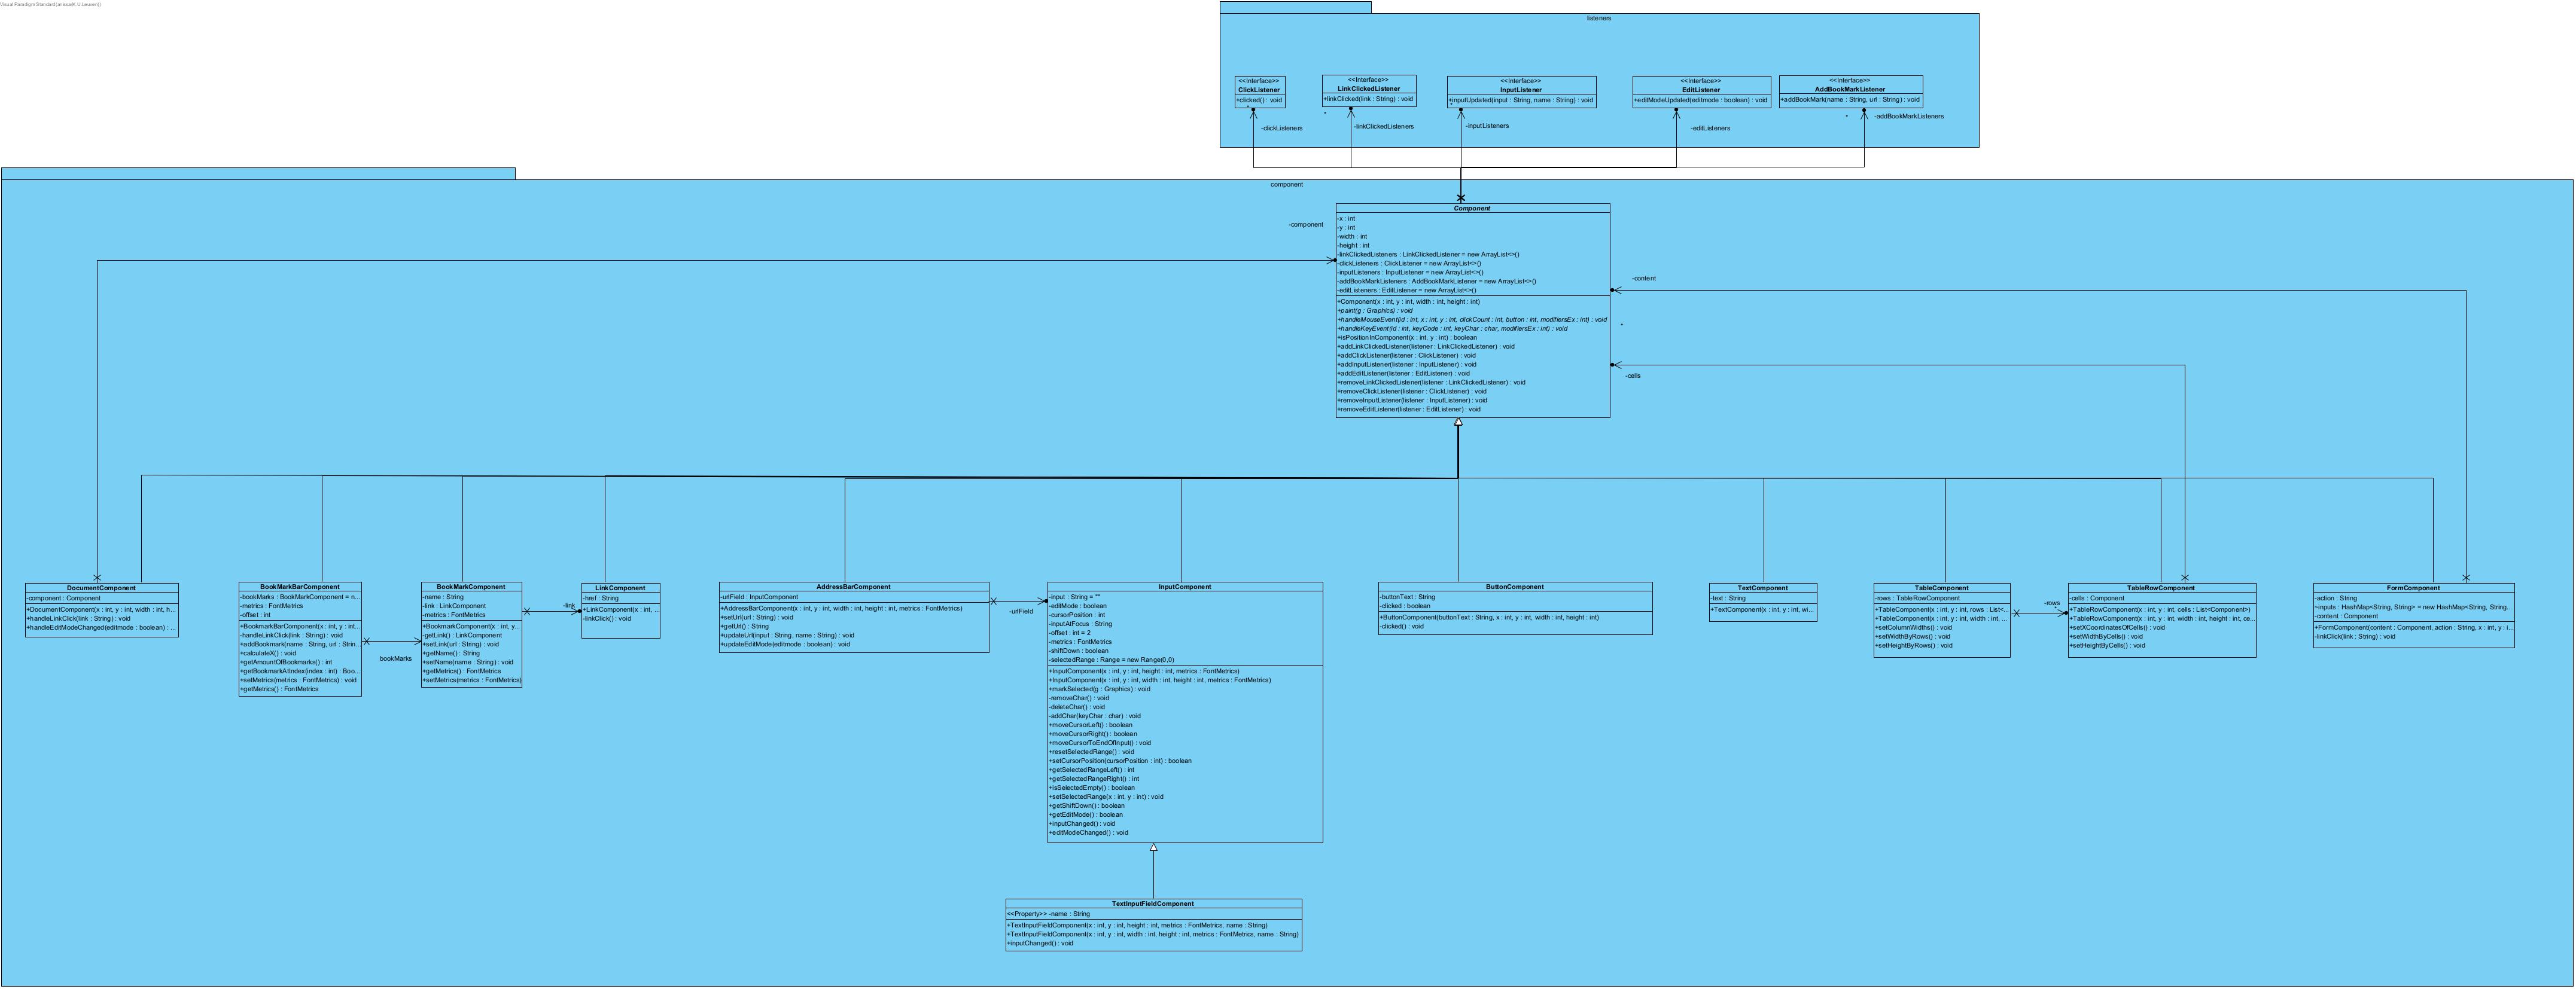 Visual Paradigm Standard(anissa(K.U.Leuven))
listeners
<<Interface>>
ClickListener
+clicked() : void
<<Interface>>
LinkClickedListener
+linkClicked(link : String) : void
<<Interface>>
InputListener
+inputUpdated(input : String, name : String) : void
<<Interface>>
EditListener
+editModeUpdated(editmode : boolean) : void
<<Interface>>
AddBookMarkListener
+addBookMark(name : String, url : String) : void
*
*
*
*
-clickListeners
-linkClickedListeners
-inputListeners
-editListeners
-addBookMarkListeners
component
Component
-x : int
-y : int
-width : int
-height : int
-linkClickedListeners : LinkClickedListener = new ArrayList<>()
-clickListeners : ClickListener = new ArrayList<>()
-inputListeners : InputListener = new ArrayList<>()
-addBookMarkListeners : AddBookMarkListener = new ArrayList<>()
-editListeners : EditListener = new ArrayList<>()
+Component(x : int, y : int, width : int, height : int)
+paint(g : Graphics) : void
+handleMouseEvent(id : int, x : int, y : int, clickCount : int, button : int, modifiersEx : int) : void
+handleKeyEvent(id : int, keyCode : int, keyChar : char, modifiersEx : int) : void
+isPositionInComponent(x : int, y : int) : boolean
+addLinkClickedListener(listener : LinkClickedListener) : void
+addClickListener(listener : ClickListener) : void
+addInputListener(listener : InputListener) : void
+addEditListener(listener : EditListener) : void
+removeLinkClickedListener(listener : LinkClickedListener) : void
+removeClickListener(listener : ClickListener) : void
+removeInputListener(listener : InputListener) : void
+removeEditListener(listener : EditListener) : void
-component
-content
*
-cells
DocumentComponent
-component : Component
+DocumentComponent(x : int, y : int, width : int, h...
+handleLinkClick(link : String) : void
+handleEditModeChanged(editmode : boolean) : ...
BookMarkBarComponent
-bookMarks : BookMarkComponent = n...
-metrics : FontMetrics
-offset : int
+BookmarkBarComponent(x : int, y : int...
-handleLinkClick(link : String) : void
+addBookmark(name : String, url : Strin...
+calculateX() : void
+getAmountOfBookmarks() : int
+getBookmarkAtIndex(index : int) : Boo...
+setMetrics(metrics : FontMetrics) : void
+getMetrics() : FontMetrics
bookMarks
BookMarkComponent
-name : String
-link : LinkComponent
-metrics : FontMetrics
+BookmarkComponent(x : int, y...
-getLink() : LinkComponent
+setLink(url : String) : void
+getName() : String
+setName(name : String) : void
+getMetrics() : FontMetrics
+setMetrics(metrics : FontMetrics)
-link
LinkComponent
-href : String
+LinkComponent(x : int, ...
-linkClick() : void
AddressBarComponent
-urlField : InputComponent
+AddressBarComponent(x : int, y : int, width : int, height : int, metrics : FontMetrics)
+setUrl(url : String) : void
+getUrl() : String
+updateUrl(input : String, name : String) : void
+updateEditMode(editmode : boolean) : void
-urlField
InputComponent
-input : String = ""
-editMode : boolean
-cursorPosition : int
-inputAtFocus : String
-offset : int = 2
-metrics : FontMetrics
-shiftDown : boolean
-selectedRange : Range = new Range(0,0)
+InputComponent(x : int, y : int, height : int, metrics : FontMetrics)
+InputComponent(x : int, y : int, width : int, height : int, metrics : FontMetrics)
+markSelected(g : Graphics) : void
-removeChar() : void
-deleteChar() : void
-addChar(keyChar : char) : void
+moveCursorLeft() : boolean
+moveCursorRight() : boolean
+moveCursorToEndOfInput() : void
+resetSelectedRange() : void
+setCursorPosition(cursorPosition : int) : boolean
+getSelectedRangeLeft() : int
+getSelectedRangeRight() : int
+isSelectedEmpty() : boolean
+setSelectedRange(x : int, y : int) : void
+getShiftDown() : boolean
+getEditMode() : boolean
+inputChanged() : void
+editModeChanged() : void
ButtonComponent
-buttonText : String
-clicked : boolean
+ButtonComponent(buttonText : String, x : int, y : int, width : int, height : int)
-clicked() : void
TextComponent
-text : String
+TextComponent(x : int, y : int, wi...
TableComponent
-rows : TableRowComponent
+TableComponent(x : int, y : int, rows : List<...
+TableComponent(x : int, y : int, width : int, ...
+setColumnWidths() : void
+setWidthByRows() : void
+setHeightByRows() : void
-rows
*
TableRowComponent
-cells : Component
+TableRowComponent(x : int, y : int, cells : List<Component>)
+TableRowComponent(x : int, y : int, width : int, height : int, ce...
+setXCoordinatesOfCells() : void
+setWidthByCells() : void
+setHeightByCells() : void
FormComponent
-action : String
~inputs : HashMap<String, String> = new HashMap<String, String...
-content : Component
+FormComponent(content : Component, action : String, x : int, y : i...
-linkClick(link : String) : void
TextInputFieldComponent
<<Property>> -name : String
+TextInputFieldComponent(x : int, y : int, height : int, metrics : FontMetrics, name : String)
+TextInputFieldComponent(x : int, y : int, width : int, height : int, metrics : FontMetrics, name : String)
+inputChanged() : void